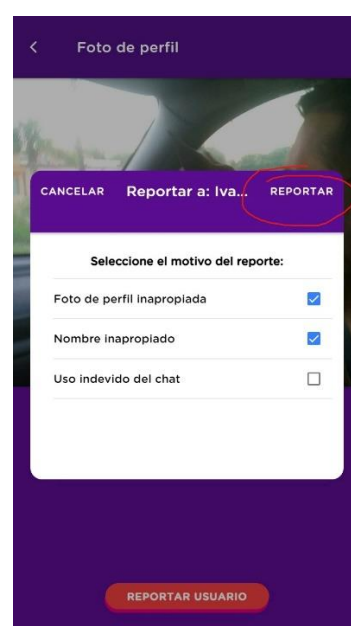 Foto de perfil
CANCELAR Reportar a: Iva... REPORTAR
Seleccione el motivo del reporte:
Foto de perfil inapropiada
Nombre inapropiado
Uso indevido del chat
REPORTAR USUARIO